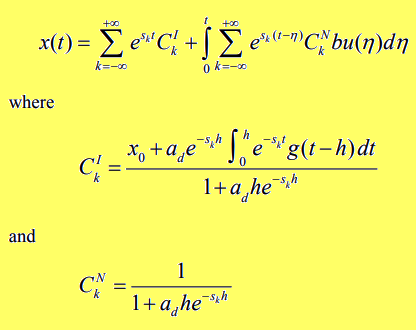 x(t) = \sum_{k=-\infty}^{+\infty} e^{s_k t} C_k^I + \int_0^t \sum_{k=-\infty}^{+\infty} e^{s_k (t-\eta)} C_k^N bu(\eta) d\eta
where
C_k^I = \frac{x_0 + a_d e^{-s_k h} \int_0^h e^{-s_k t} g(t-h) dt}{1 + a_d h e^{-s_k h}}
and
C_k^N = \frac{1}{1 + a_d h e^{-s_k h}}